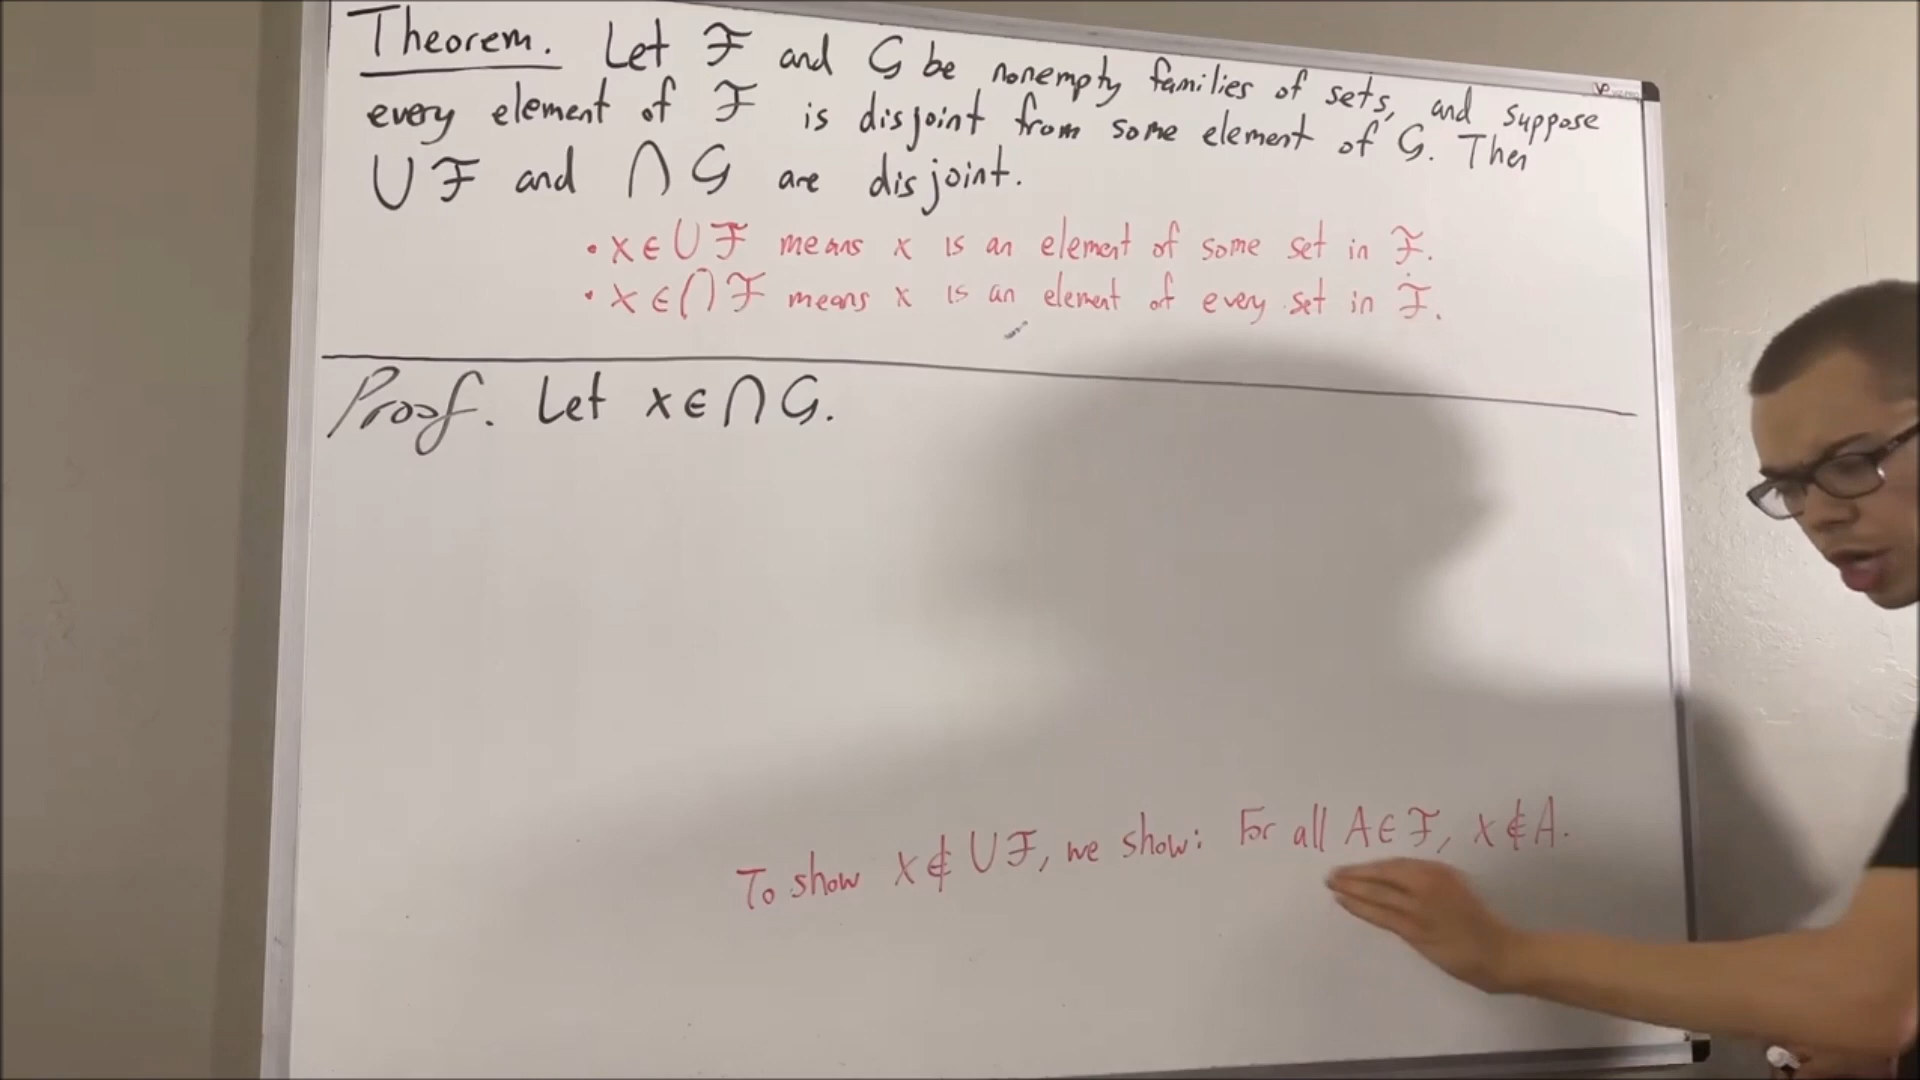 Theorem. Let ℱ and G be nonempty families of sets, and suppose
every element of ℱ is disjoint from some element of G. Then
⋃ℱ and ⋂G are disjoint.
• x∈⋃ℱ means x is an element of some set in ℱ.
• x∈⋂ℱ means x is an element of every set in ℱ.
Proof. Let x∈⋂G.
To show x∉⋃ℱ, we show: For all A∈ℱ, x∉A.